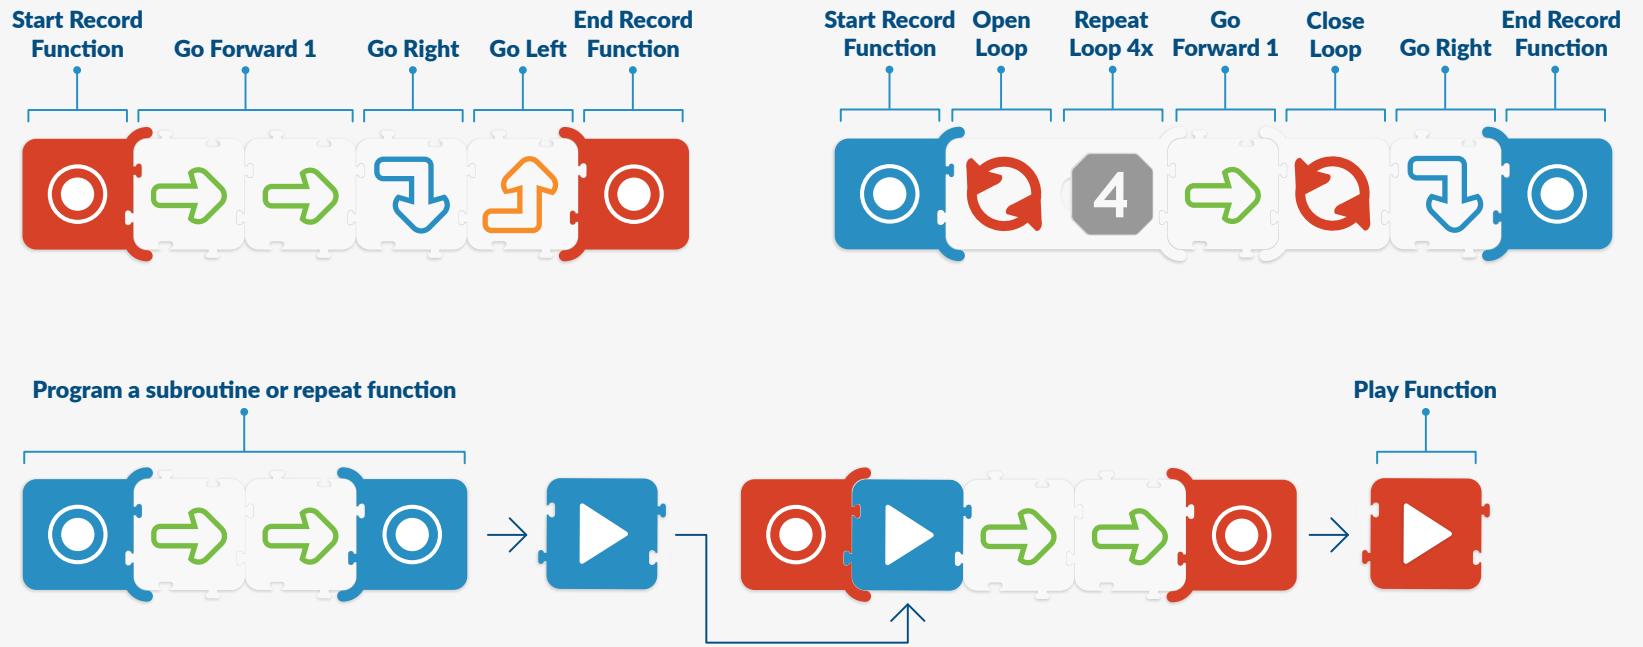 Start Record
Function
Go Forward 1
Go Right
Go Left
End Record
Function
Start Record
Function
Open
Loop
Repeat
Loop 4x
Go
Forward 1
Close
Loop
Go Right
End Record
Function
4
Program a subroutine or repeat function
Play Function